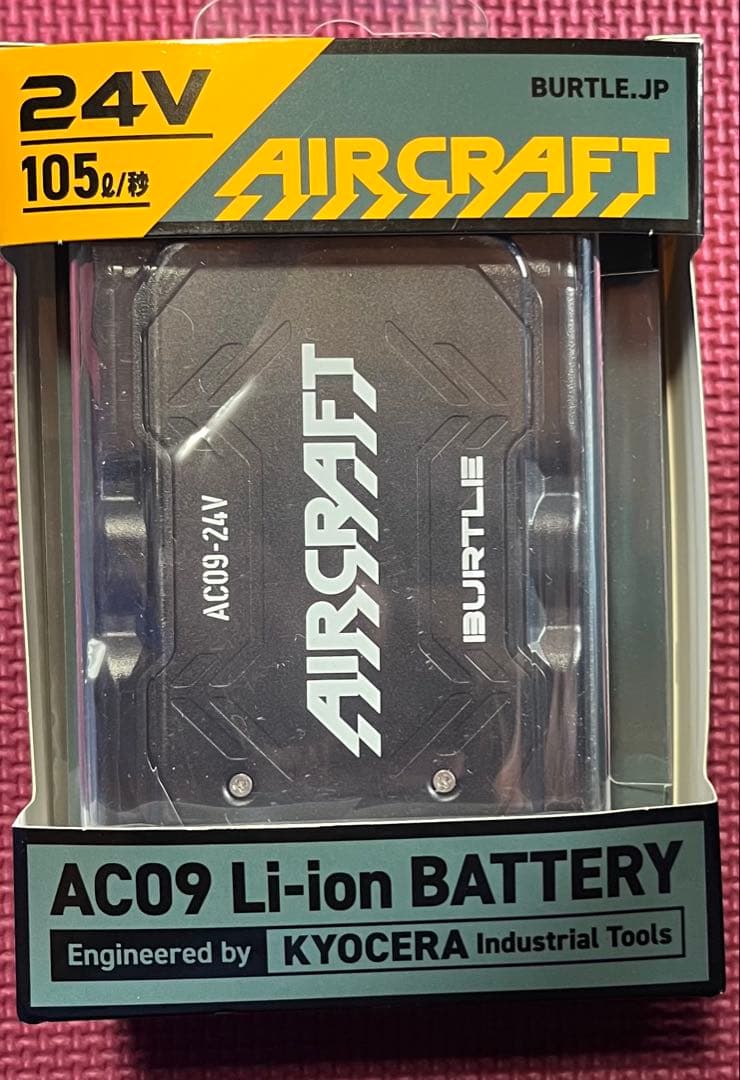 24V
105ℓ/秒
BURTLE.JP
AIRCRAFT
AC09-24V
AIRCRAFT
BURTLE
AC09 Li-ion BATTERY
Engineered by KYOCERA Industrial Tools